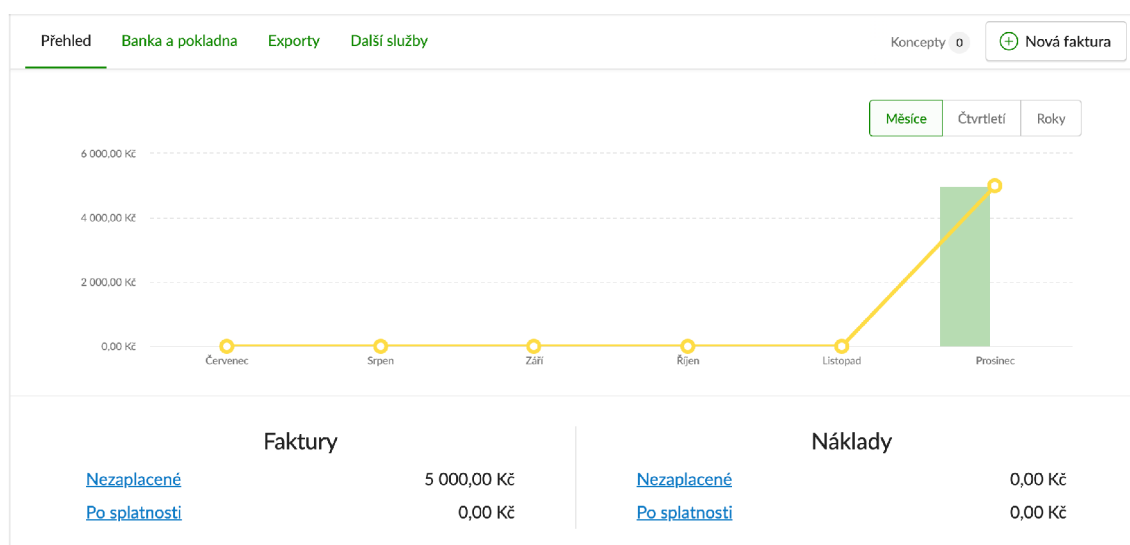 Přehled Banka a pokladna Exporty Další služby Koncepty 0 Nová faktura
Měsíce Čtvrtletí Roky
6 000,00 Kč
4 000,00 Kč
2 000,00 Kč
0,00 Kč
Červenec Srpen Září Říjen Listopad Prosinec
Faktury Náklady
Nezaplacené 5 000,00 Kč Nezaplacené 0,00 Kč
Po splatnosti 0,00 Kč Po splatnosti 0,00 Kč